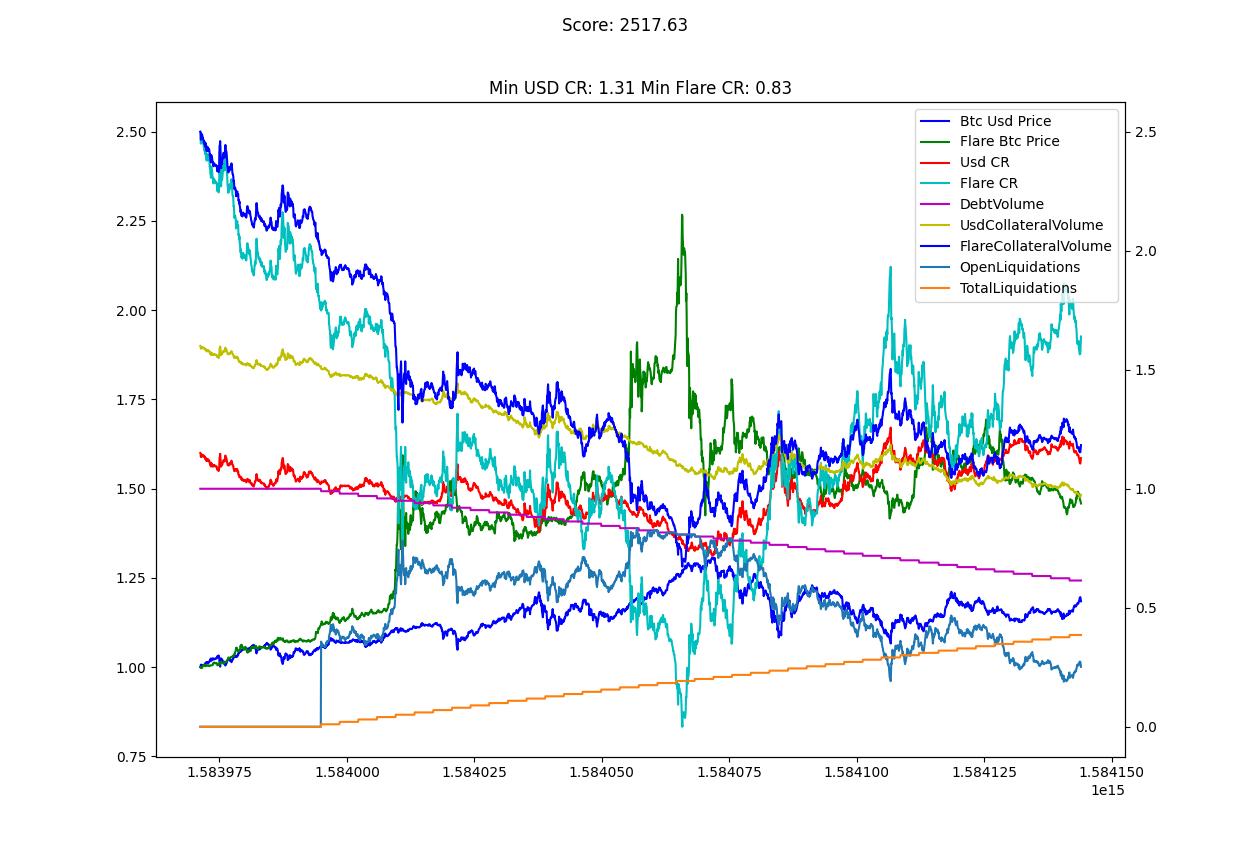 Score: 2517.63
Min USD CR: 1.31 Min Flare CR: 0.83
Btc Usd Price
Flare Btc Price
Usd CR
Flare CR
DebtVolume
UsdCollateralVolume
FlareCollateralVolume
OpenLiquidations
TotalLiquidations
2.50
2.25
2.00
1.75
1.50
1.25
1.00
0.75
2.5
2.0
1.5
1.0
0.5
0.0
1.583975 1.584000 1.584025 1.584050 1.584075 1.584100 1.584125 1.584150
1e15